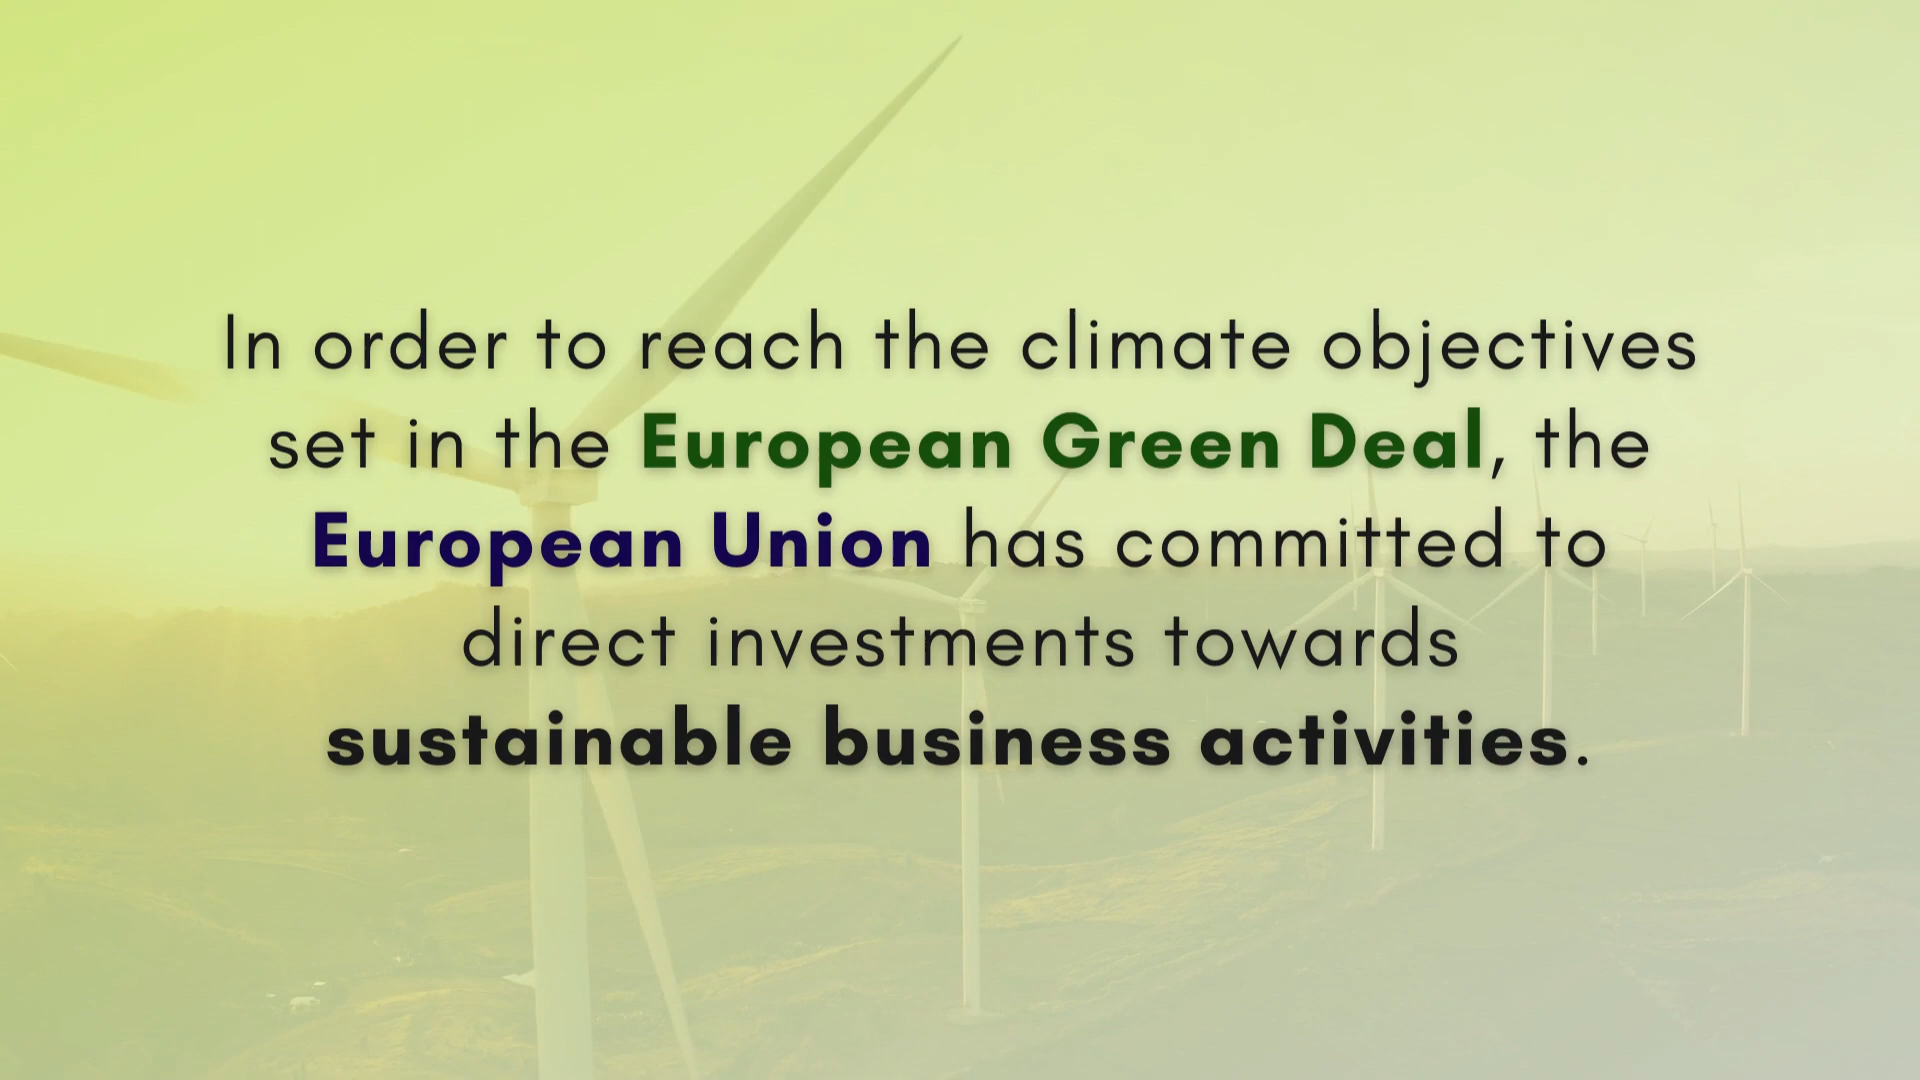 In order to reach the climate objectives
set in the European Green Deal, the
European Union has committed to
direct investments towards
sustainable business activities.